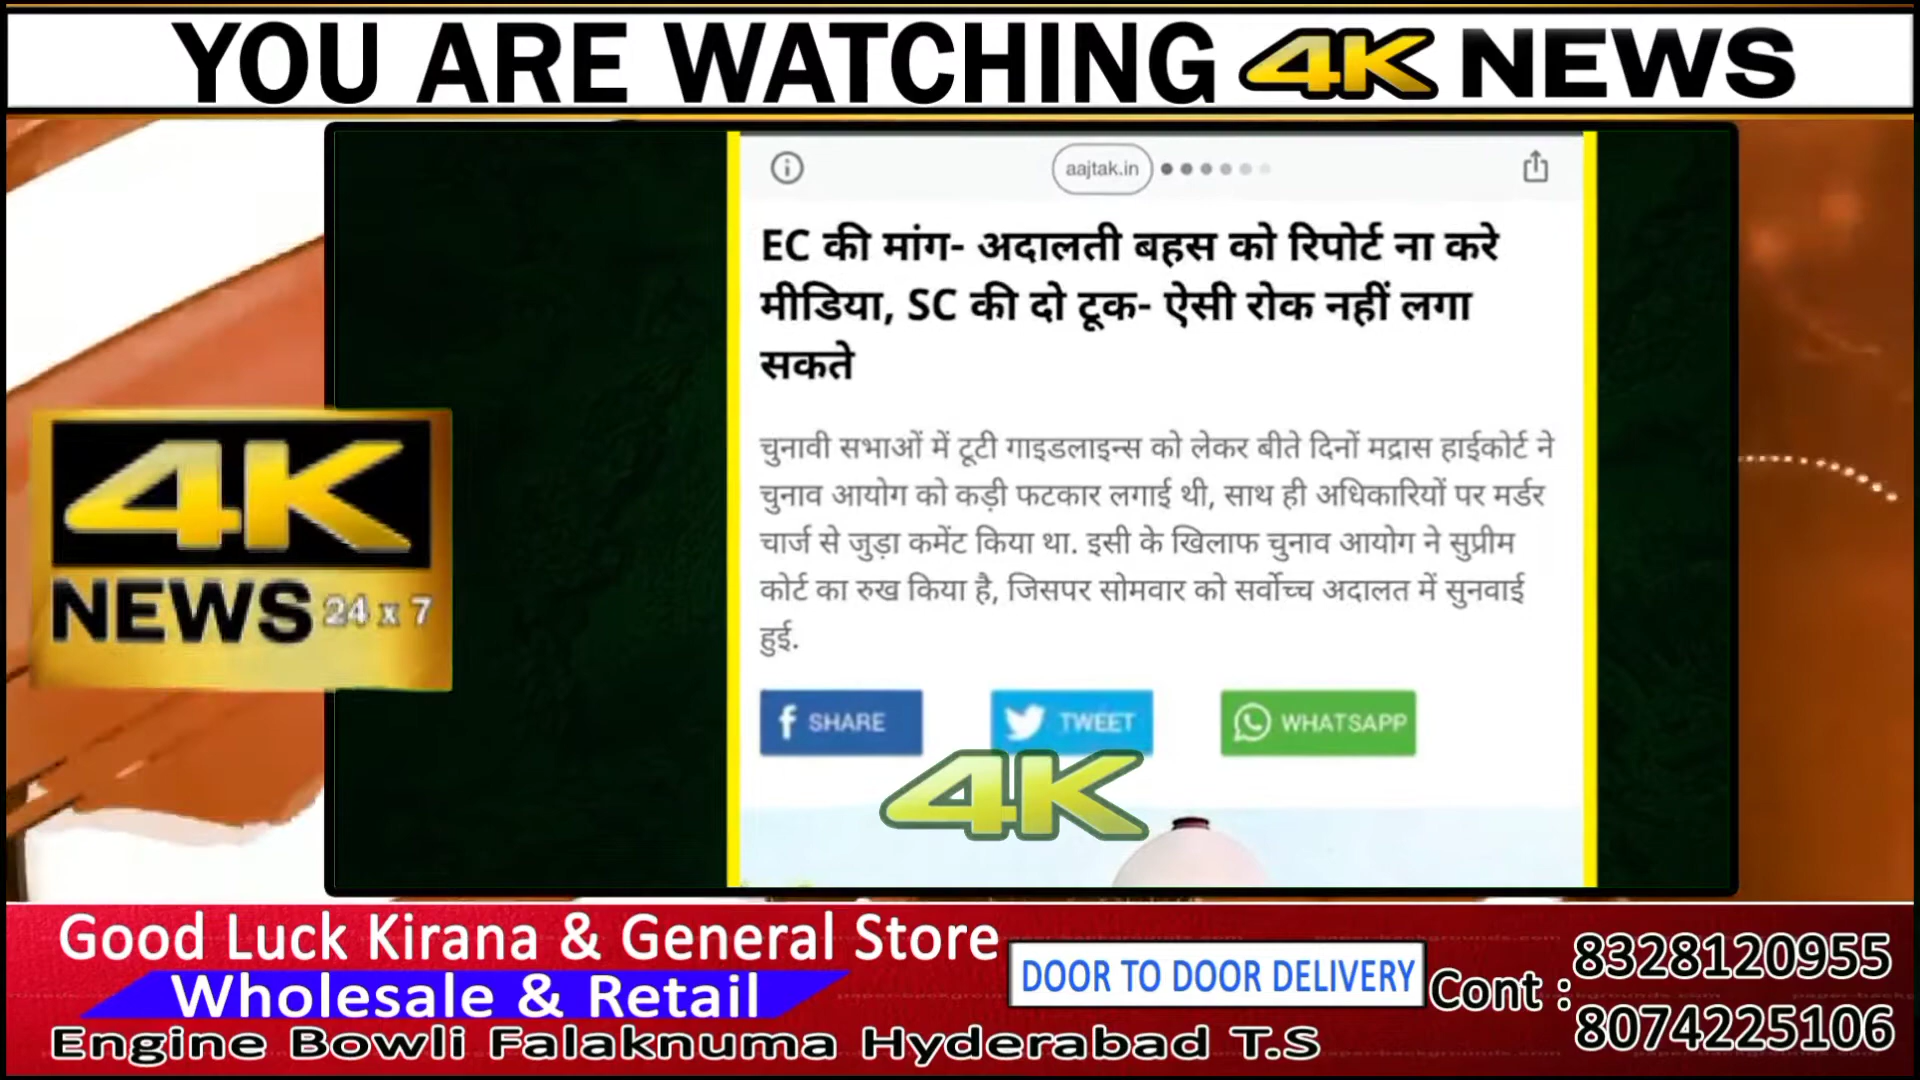 YOU ARE WATCHING 4K NEWS
aajtak.in
EC की मांग- अदालती बहस को रिपोर्ट ना करे
मीडिया, SC की दो टूक- ऐसी रोक नहीं लगा
सकते
चुनावी सभाओं में टूटी गाइडलाइन्स को लेकर बीते दिनों मद्रास हाईकोर्ट ने
चुनाव आयोग को कड़ी फटकार लगाई थी, साथ ही अधिकारियों पर मर्डर
चार्ज से जुड़ा कमेंट किया था. इसी के खिलाफ चुनाव आयोग ने सुप्रीम
कोर्ट का रुख किया है, जिसपर सोमवार को सर्वोच्च अदालत में सुनवाई
हुई.
SHARE TWEET WHATSAPP
4K
4K
NEWS 24 x 7
Good Luck Kirana & General Store
Wholesale & Retail
Engine Bowli Falaknuma Hyderabad T.S
DOOR TO DOOR DELIVERY
Cont : 8328120955
8074225106